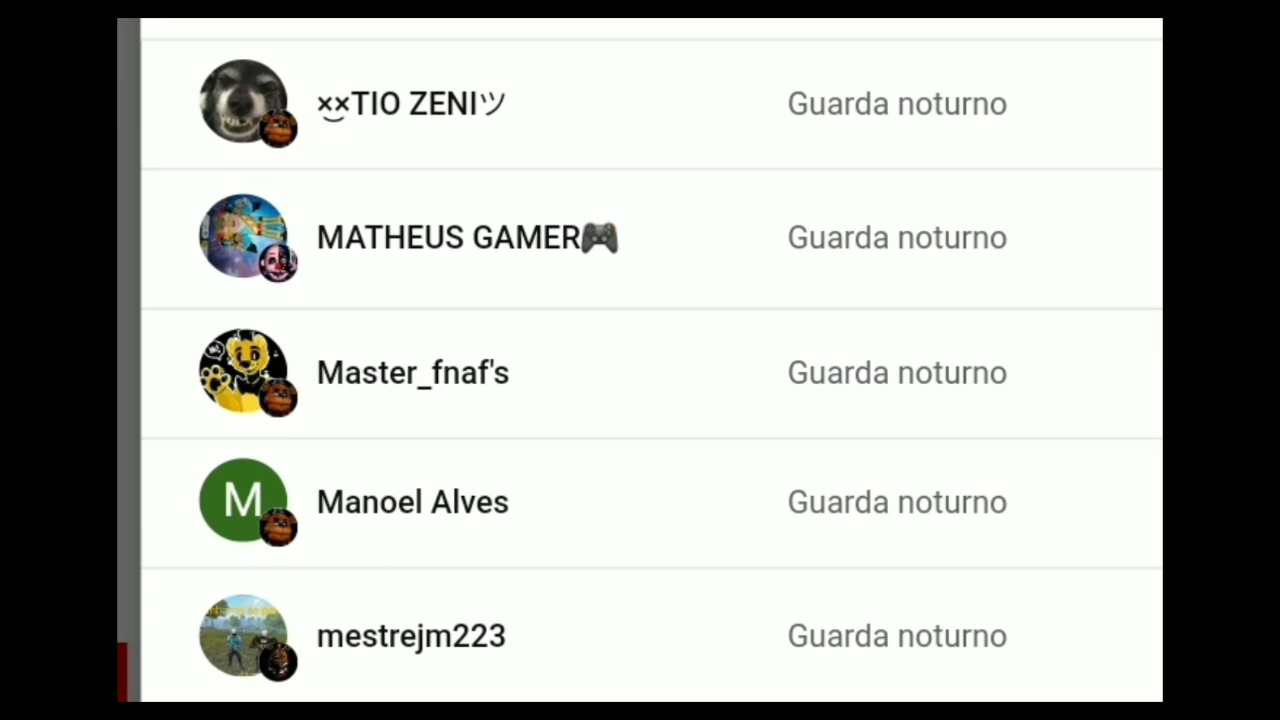 ×͜×TIO ZENIツ Guarda noturno
MATHEUS GAMER🎮 Guarda noturno
Master_fnaf's Guarda noturno
M
Manoel Alves Guarda noturno
mestrejm223 Guarda noturno